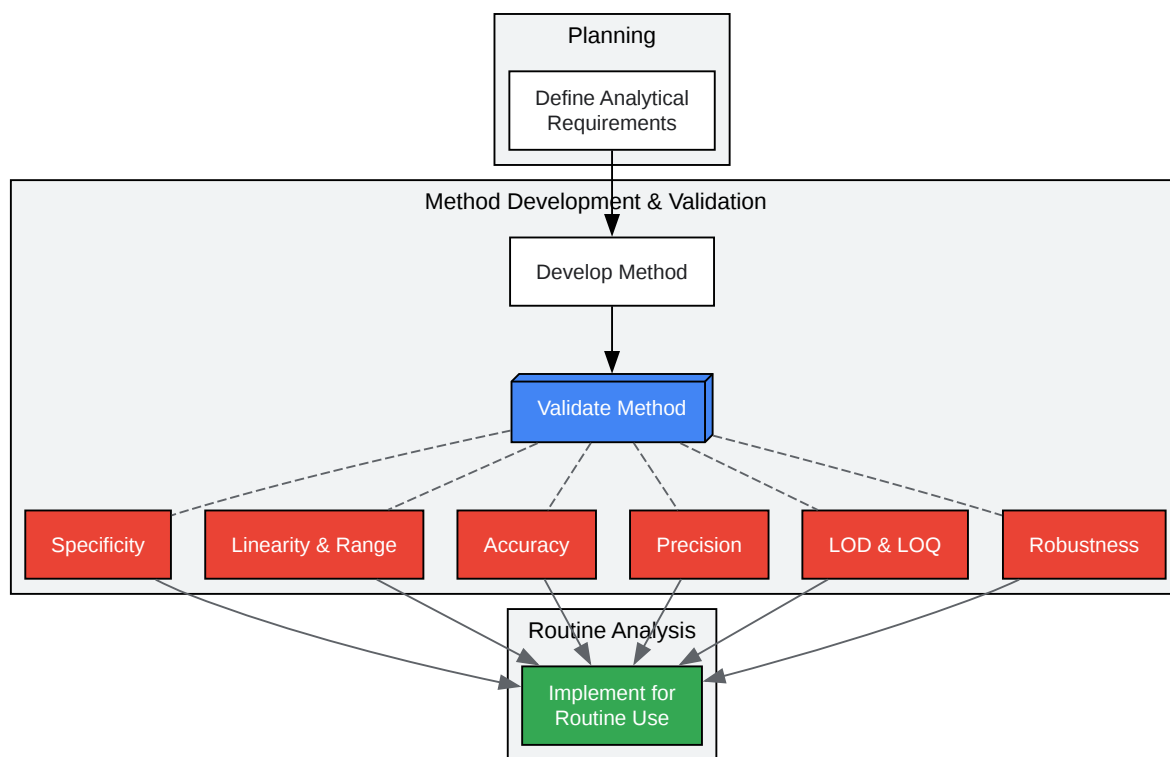 Planning
Define Analytical
Requirements
Method Development & Validation
Develop Method
Validate Method
Specificity
Linearity & Range
Accuracy
Precision
LOD & LOQ
Robustness
Routine Analysis
Implement for
Routine Use